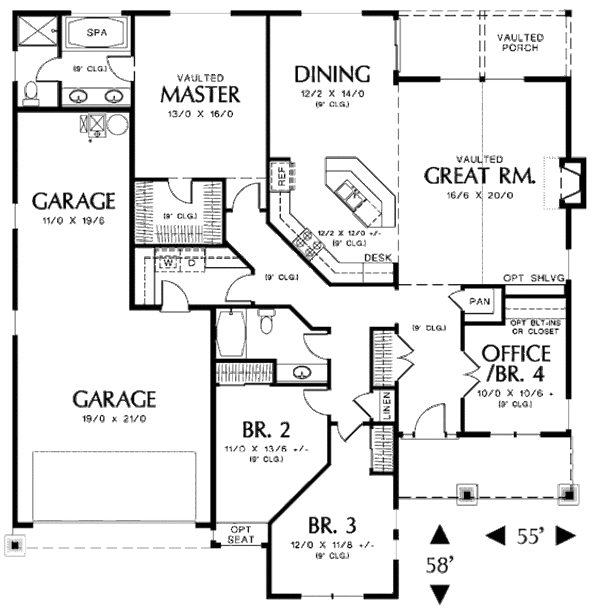 SPA
(9' CLG.)
VAULTED
MASTER
13/0 X 16/0
DINING
12/2 X 14/0
(9' CLG.)
VAULTED
PORCH
GARAGE
11/0 X 19/6
(9' CLG.)
REF.
VAULTED
GREAT RM.
16/6 X 20/0
12/2 X 12/0 +/-
(9' CLG.)
DESK
W D
(9' CLG.)
OPT SHLVG
PAN
OPT BLT-INS
OR CLOSET
(9' CLG.)
OFFICE
/BR. 4
10/0 X 10/6 +
(9' CLG.)
GARAGE
19/0 X 21/0
LINEN
BR. 2
11/0 X 13/6 +/-
(9' CLG.)
BR. 3
12/0 X 11/8 +/-
(9' CLG.)
OPT
SEAT
55'
58'